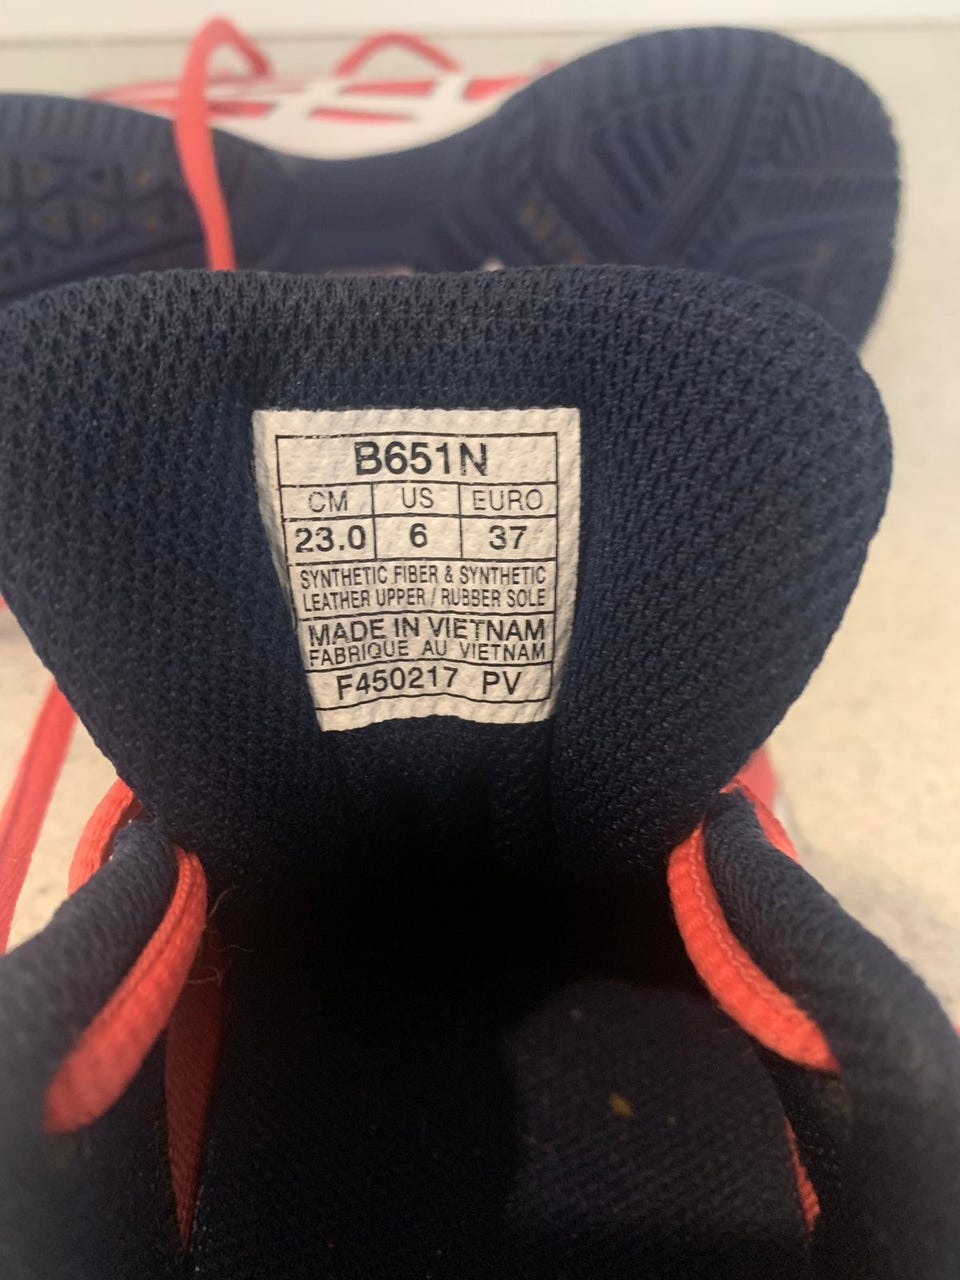 B651N
CM US EURO
23.0 6 37
SYNTHETIC FIBER & SYNTHETIC
LEATHER UPPER / RUBBER SOLE
MADE IN VIETNAM
FABRIQUE AU VIETNAM
F450217 PV